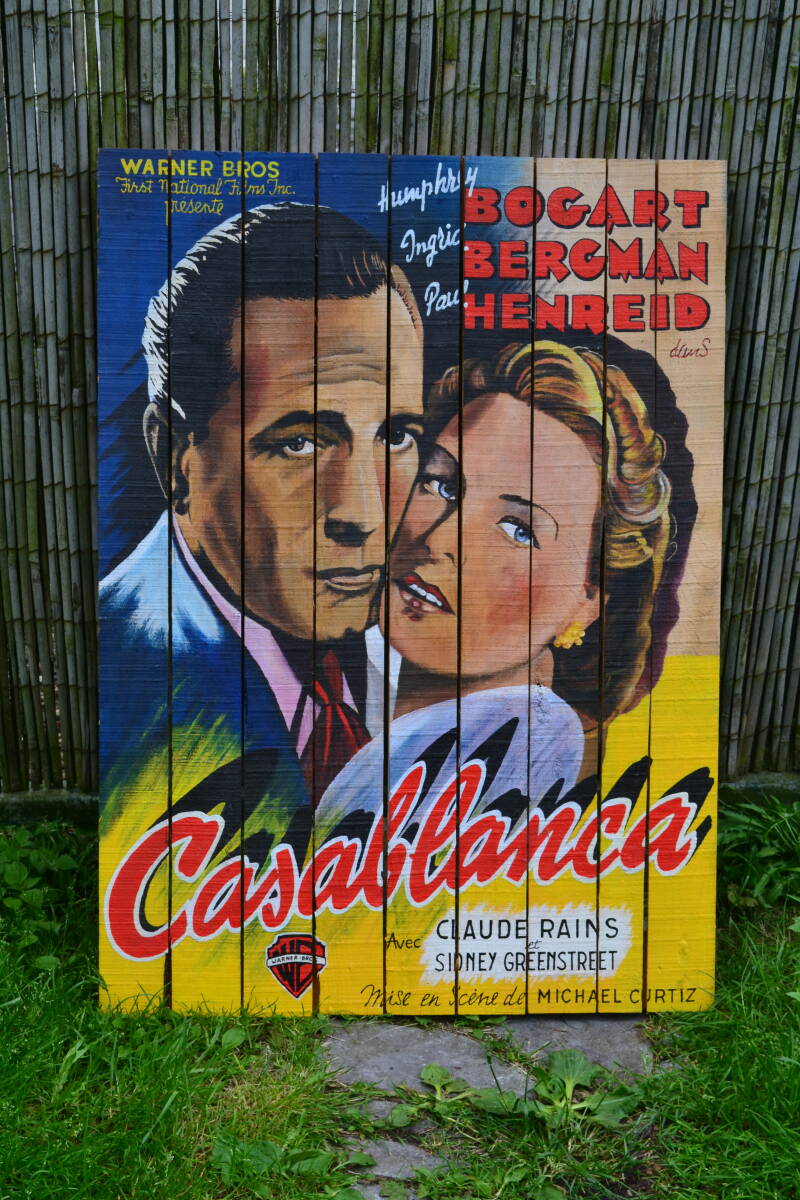 WARNER BROS
First National Films Inc.
présente
Humphrey BOGART
Ingrid BERGMAN
Paul HENREID
dans
Casablanca
WARNER BROS
Avec CLAUDE RAINS
et
SIDNEY GREENSTREET
Mise en Scène de MICHAEL CURTIZ